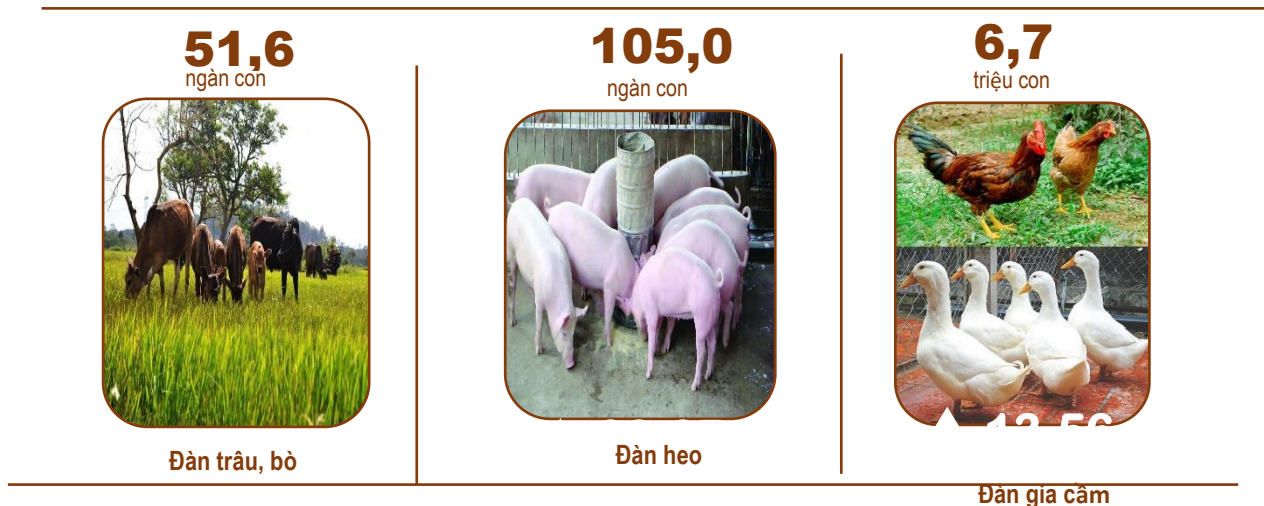 51,6
ngàn con
Đàn trâu, bò
105,0
ngàn con
Đàn heo
6,7
triệu con
Đàn gia cầm